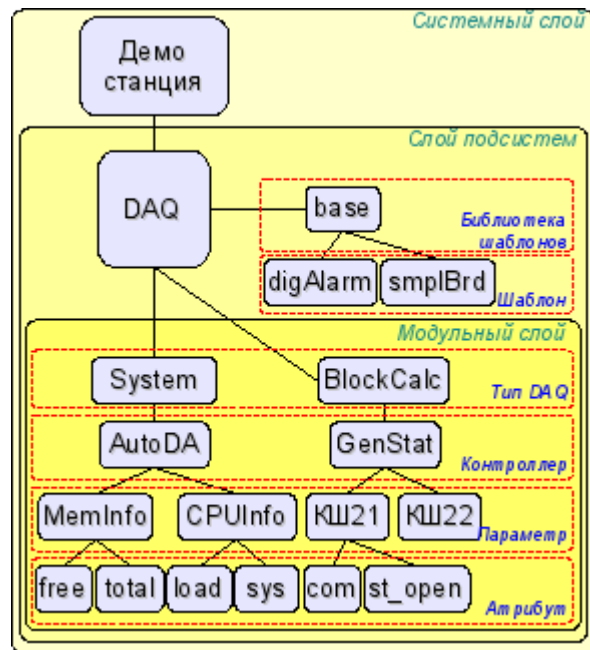 Системный слой
Демо
станция
Слой подсистем
DAQ
base
Библиотека
шаблонов
digAlarm smplBrd
Шаблон
Модульный слой
System BlockCalc
Тип DAQ
AutoDA GenStat
Контроллер
MemInfo CPUInfo КШ21 КШ22
Параметр
free total load sys com st_open
Атрибут